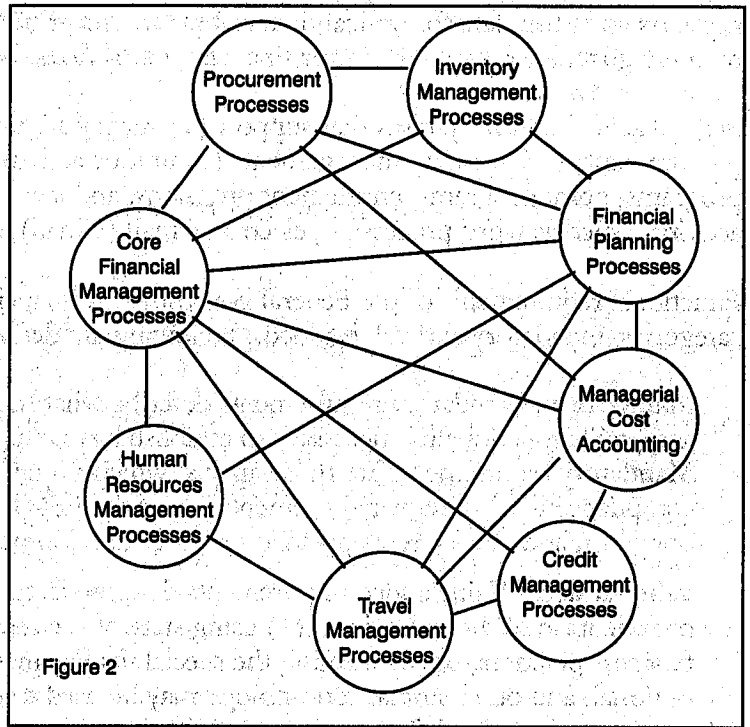 Procurement
Processes
Inventory
Management
Processes
Core
Financial
Management
Processes
Financial
Planning
Processes
Managerial
Cost
Accounting
Human
Resources
Management
Processes
Credit
Management
Processes
Travel
Management
Processes
Figure 2